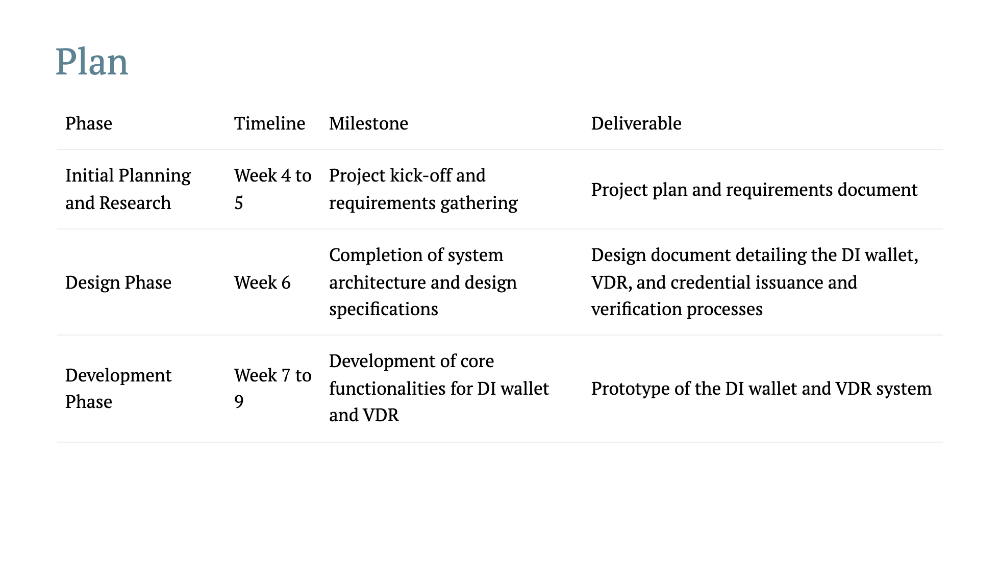 Plan
Phase Timeline Milestone Deliverable
Initial Planning
and Research
Week 4 to
5
Project kick-off and
requirements gathering
Project plan and requirements document
Design Phase
Week 6
Completion of system
architecture and design
specifications
Design document detailing the DI wallet,
VDR, and credential issuance and
verification processes
Development
Phase
Week 7 to
9
Development of core
functionalities for DI wallet
and VDR
Prototype of the DI wallet and VDR system